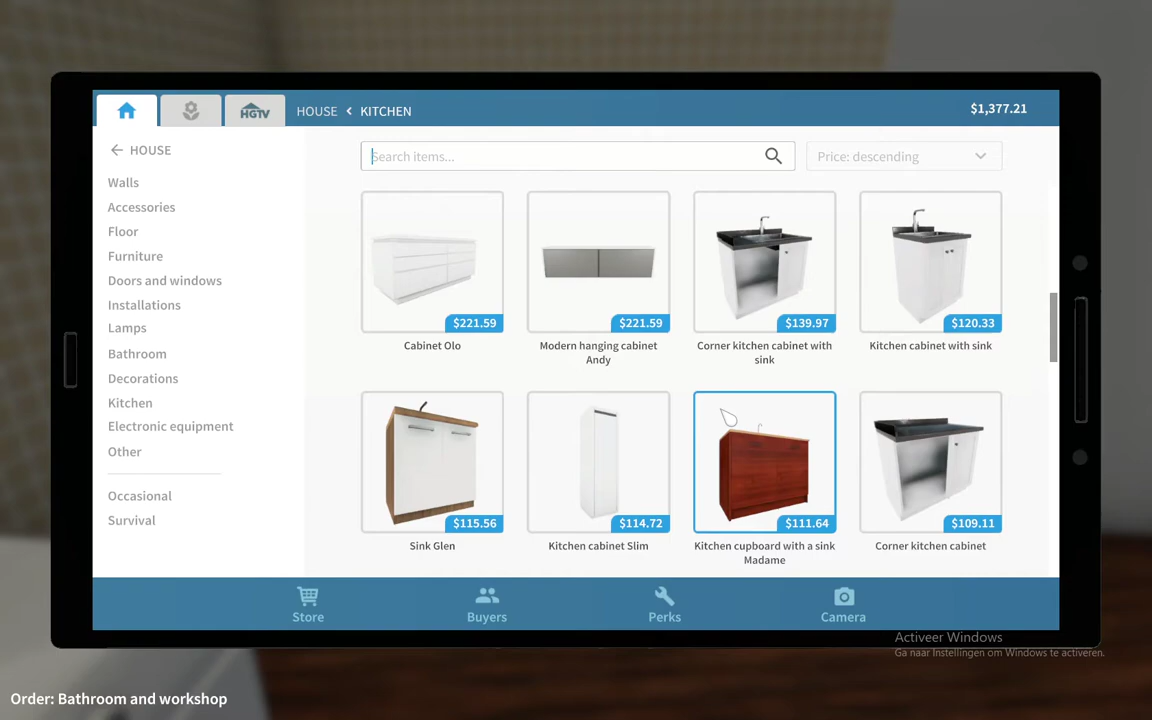 HGTV
HOUSE < KITCHEN
$1,377.21
HOUSE
Search items...
Price: descending
Walls
Accessories
Floor
Furniture
Doors and windows
Installations
Lamps
Bathroom
Decorations
Kitchen
Electronic equipment
Other
Occasional
Survival
$221.59
$221.59
$139.97
$120.33
Cabinet Olo
Modern hanging cabinet
Andy
Corner kitchen cabinet with
sink
Kitchen cabinet with sink
$115.56
$114.72
$111.64
$109.11
Sink Glen
Kitchen cabinet Slim
Kitchen cupboard with a sink
Madame
Corner kitchen cabinet
Store
Buyers
Perks
Camera
Activeer Windows
Ga naar Instellingen om Windows te activeren.
Order: Bathroom and workshop